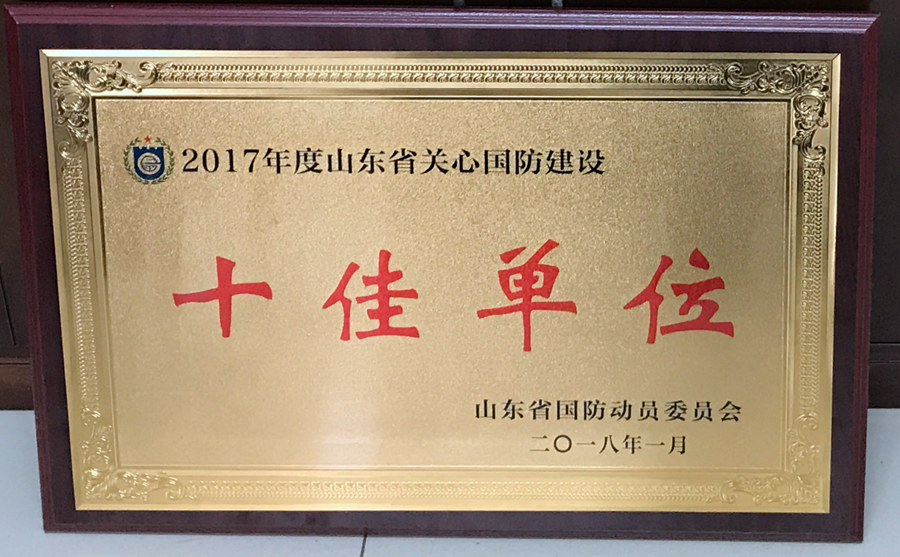 2017年度山东省关心国防建设
十佳单位
山东省国防动员委员会
二〇一八年一月